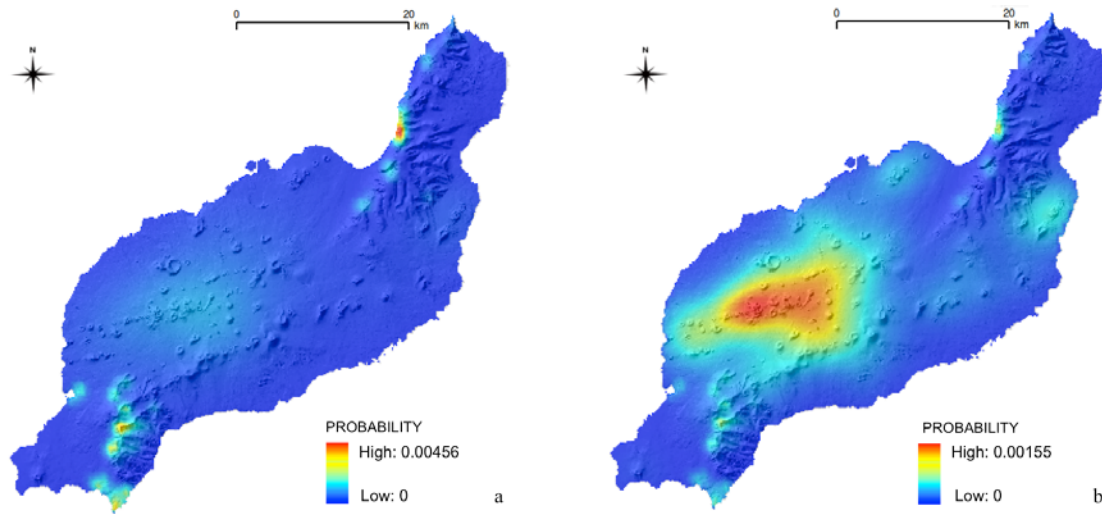 0 20
km
N
PROBABILITY
High: 0.00456
Low: 0
a
0 20
km
N
PROBABILITY
High: 0.00155
Low: 0
b